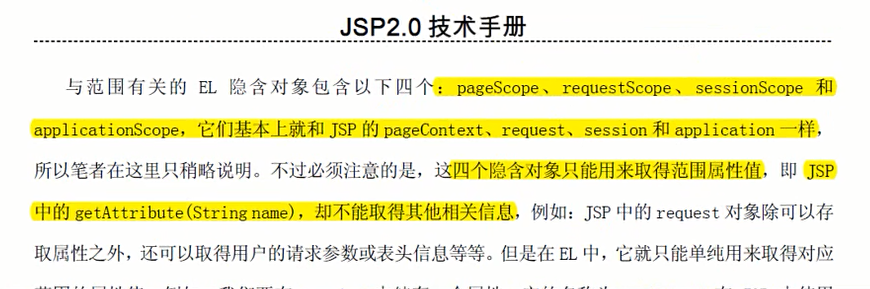 JSP2.0 技术手册
与范围有关的 EL 隐含对象包含以下四个：pageScope、requestScope、sessionScope 和
applicationScope，它们基本上就和 JSP 的 pageContext、request、session 和 application 一样，
所以笔者在这里只稍略说明。不过必须注意的是，这四个隐含对象只能用来取得范围属性值，即 JSP
中的 getAttribute(String name)，却不能取得其他相关信息，例如：JSP 中的 request 对象除可以存
取属性之外，还可以取得用户的请求参数或表头信息等等。但是在 EL 中，它就只能单纯用来取得对应